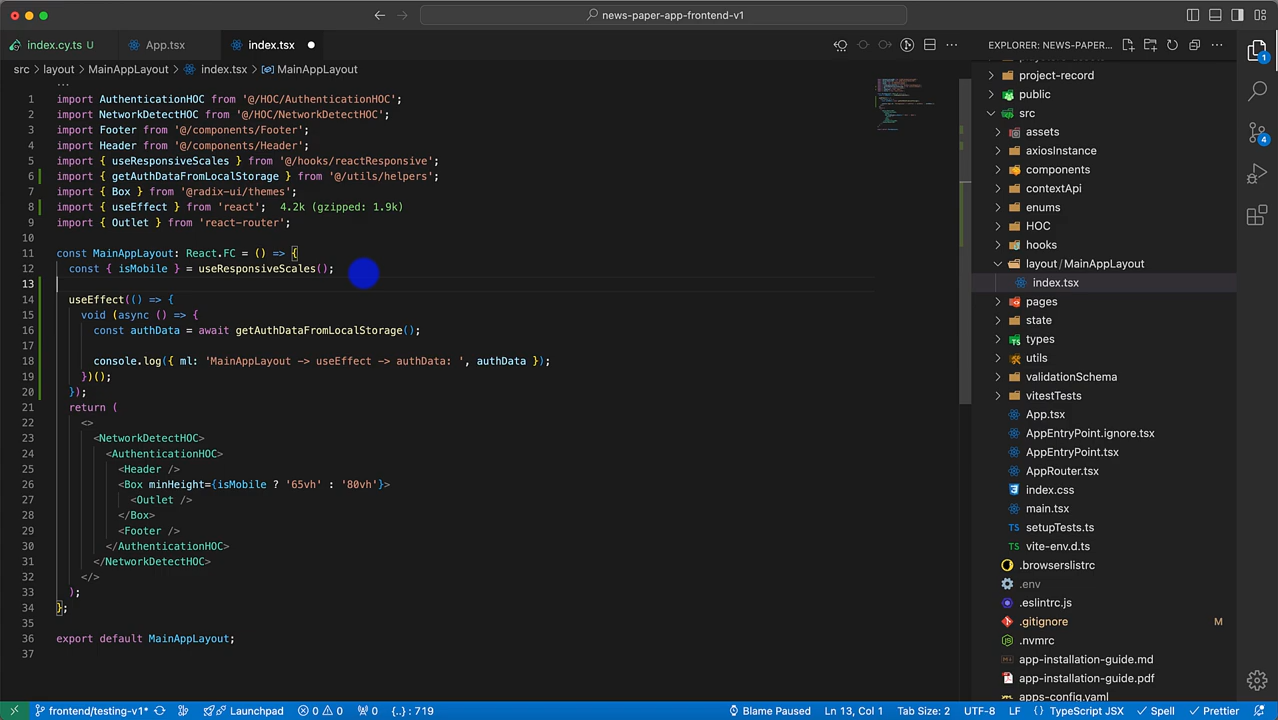 news-paper-app-frontend-v1
index.cy.ts U
App.tsx
index.tsx
EXPLORER: NEWS-PAPER...
src > layout > MainAppLayout > index.tsx > MainAppLayout
1 import AuthenticationHOC from '@/HOC/AuthenticationHOC';
2 import NetworkDetectHOC from '@/HOC/NetworkDetectHOC';
3 import Footer from '@/components/Footer';
4 import Header from '@/components/Header';
5 import { useResponsiveScales } from '@/hooks/reactResponsive';
6 import { getAuthDataFromLocalStorage } from '@/utils/helpers';
7 import { Box } from '@radix-ui/themes';
8 import { useEffect } from 'react'; 4.2k (gzipped: 1.9k)
9 import { Outlet } from 'react-router';
10
11 const MainAppLayout: React.FC = () => {
12 const { isMobile } = useResponsiveScales();
13
14 useEffect(() => {
15 void (async () => {
16 const authData = await getAuthDataFromLocalStorage();
17
18 console.log({ ml: 'MainAppLayout -> useEffect -> authData: ', authData });
19 })();
20 });
21 return (
22 <>
23 <NetworkDetectHOC>
24 <AuthenticationHOC>
25 <Header />
26 <Box minHeight={isMobile ? '65vh' : '80vh'}>
27 <Outlet />
28 </Box>
29 <Footer />
30 </AuthenticationHOC>
31 </NetworkDetectHOC>
32 </>
33 );
34 };
35
36 export default MainAppLayout;
37
project-record
public
src
assets
axiosInstance
components
contextApi
enums
HOC
hooks
layout / MainAppLayout
index.tsx
pages
state
types
utils
validationSchema
vitestTests
App.tsx
AppEntryPoint.ignore.tsx
AppEntryPoint.tsx
AppRouter.tsx
index.css
main.tsx
setupTests.ts
vite-env.d.ts
.browserslistrc
.env
.eslintrc.js
.gitignore M
.nvmrc
app-installation-guide.md
app-installation-guide.pdf
apps-config.yaml
1
4
frontend/testing-v1* Launchpad 0 0 0 {..} : 719 Blame Paused Ln 13, Col 1 Tab Size: 2 UTF-8 LF {} TypeScript JSX Spell Prettier